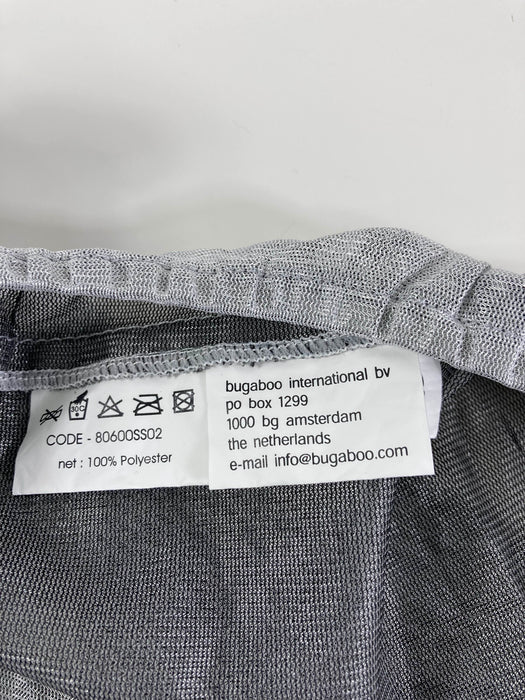 30C
CODE - 80600SS02
net : 100% Polyester
bugaboo international bv
po box 1299
1000 bg amsterdam
the netherlands
e-mail info@bugaboo.com